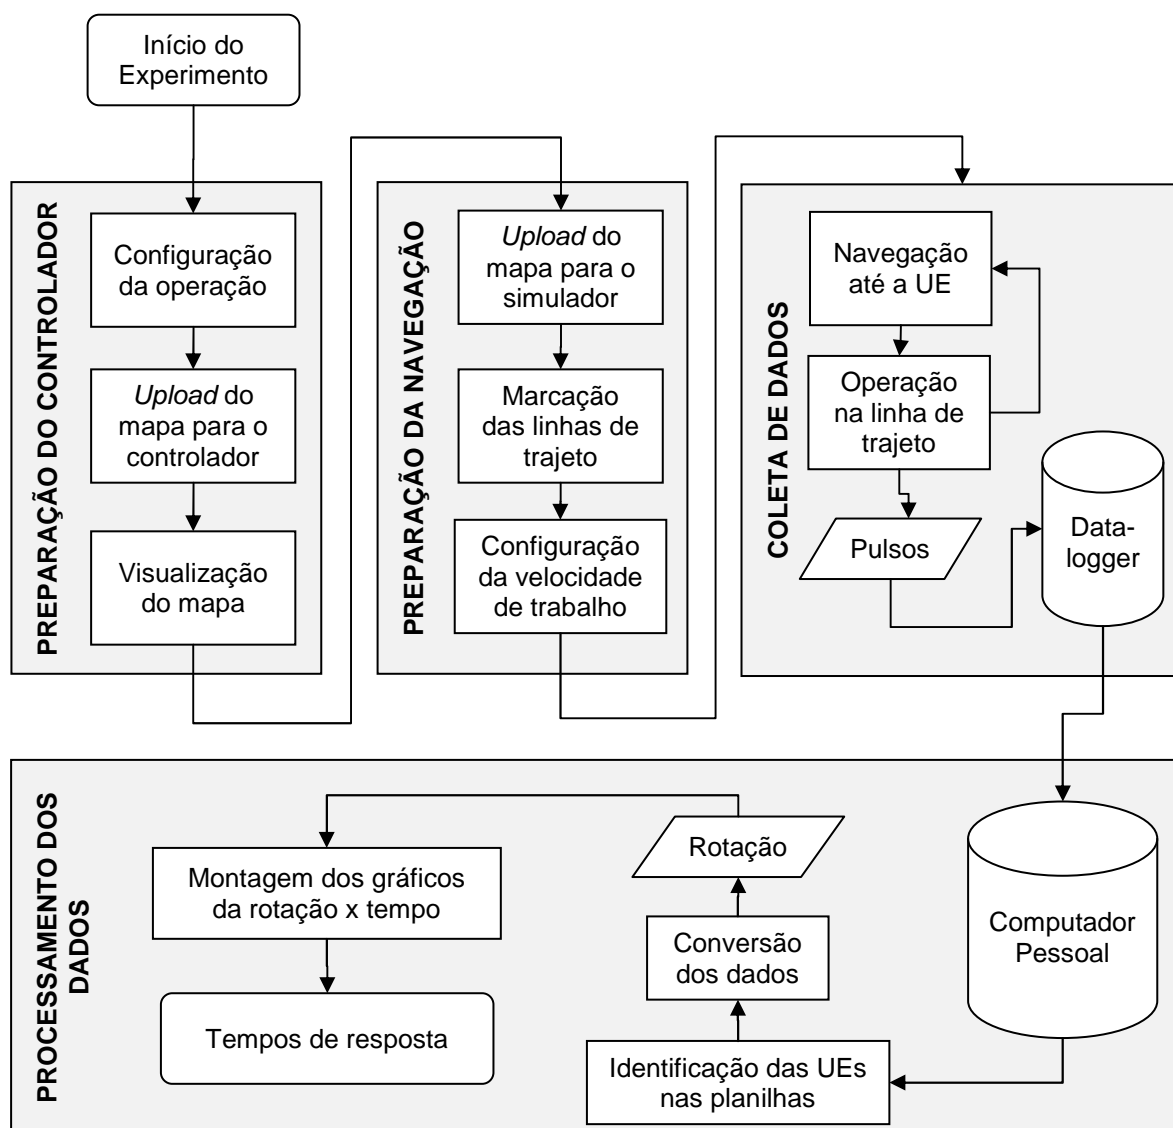 Início do
Experimento
PREPARAÇÃO DO CONTROLADOR
Configuração
da operação
Upload do
mapa para o
controlador
Visualização
do mapa
PREPARAÇÃO DA NAVEGAÇÃO
Upload do
mapa para o
simulador
Marcação
das linhas de
trajeto
Configuração
da velocidade
de trabalho
COLETA DE DADOS
Navegação
até a UE
Operação
na linha de
trajeto
Pulsos
Data-
logger
PROCESSAMENTO DOS
DADOS
Computador
Pessoal
Identificação das UEs
nas planilhas
Conversão
dos dados
Rotação
Montagem dos gráficos
da rotação x tempo
Tempos de resposta